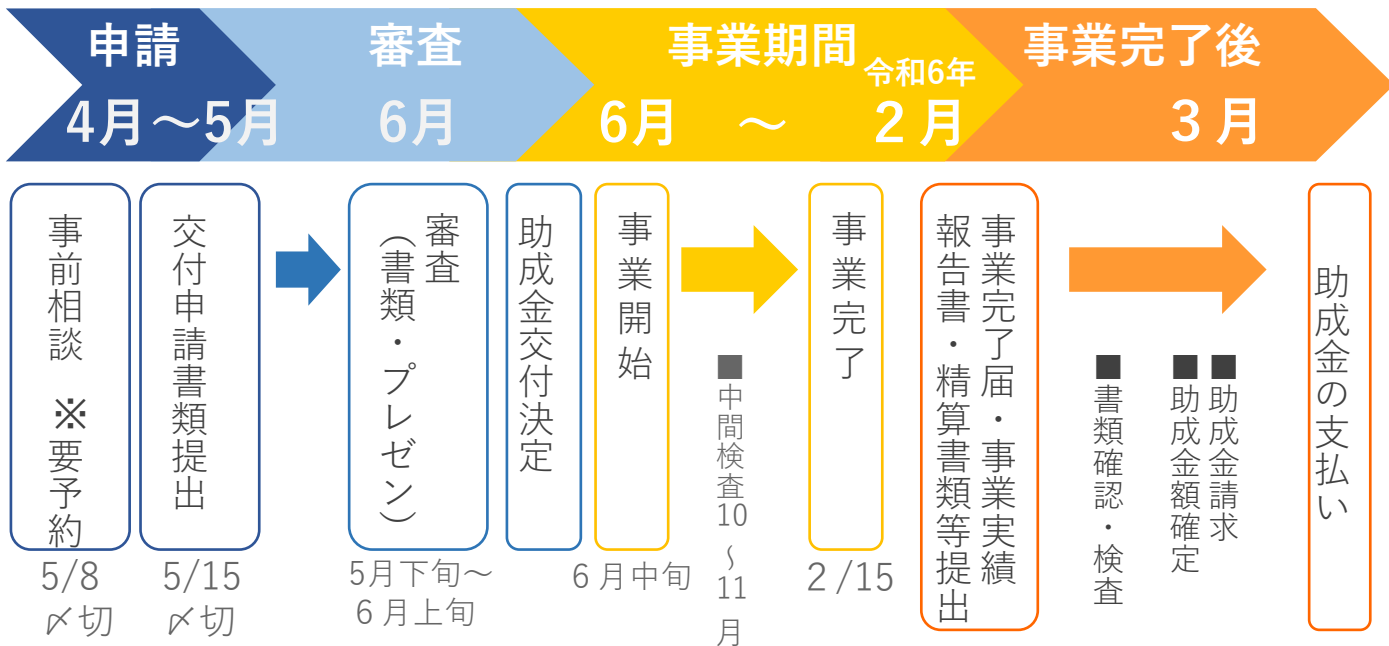 申請
4月～5月
審査
6月
事業期間
令和6年
6月 ～ 2月
事業完了後
3月
事前相談 ※要予約
5/8
〆切
交付申請書類提出
5/15
〆切
審査
（書類・プレゼン）
5月下旬～
6月上旬
助成金交付決定
事業開始
6月中旬
■中間検査10～11月
事業完了
2/15
事業完了届・事業実績
報告書・精算書類等提出
■書類確認・検査
■助成金請求
■助成金額確定
助成金の支払い